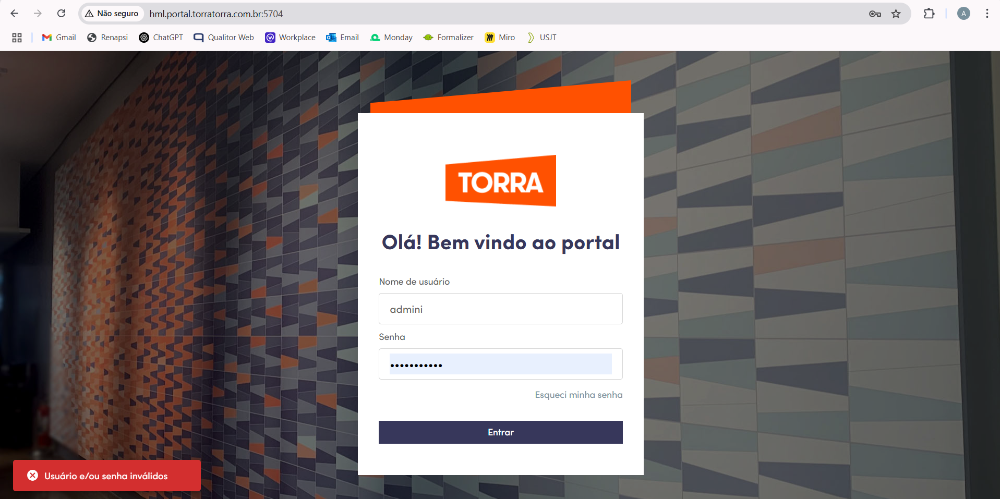 Não seguro
hml.portal.torratorra.com.br:5704
A
Gmail
Renapsi
ChatGPT
Qualitor Web
Workplace
Email
Monday
Formalizer
Miro
USJT
TORRA
Olá! Bem vindo ao portal
Nome de usuário
admini
Senha
•••••••••••
Esqueci minha senha
Entrar
Usuário e/ou senha inválidos